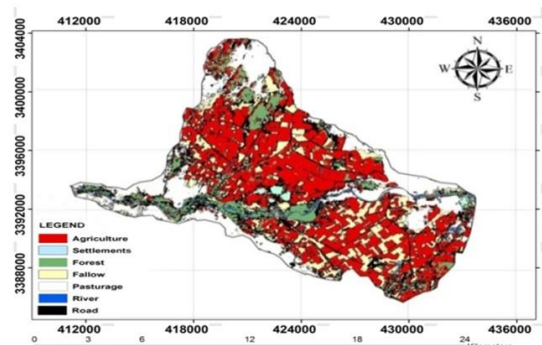 412000 418000 424000 430000 436000
N
W E
S
3404000
3400000
3396000
3392000
3388000
LEGEND
Agriculture
Settlements
Forest
Fallow
Pasturage
River
Road
412000 418000 424000 430000 436000
0 3 6 12 18 24